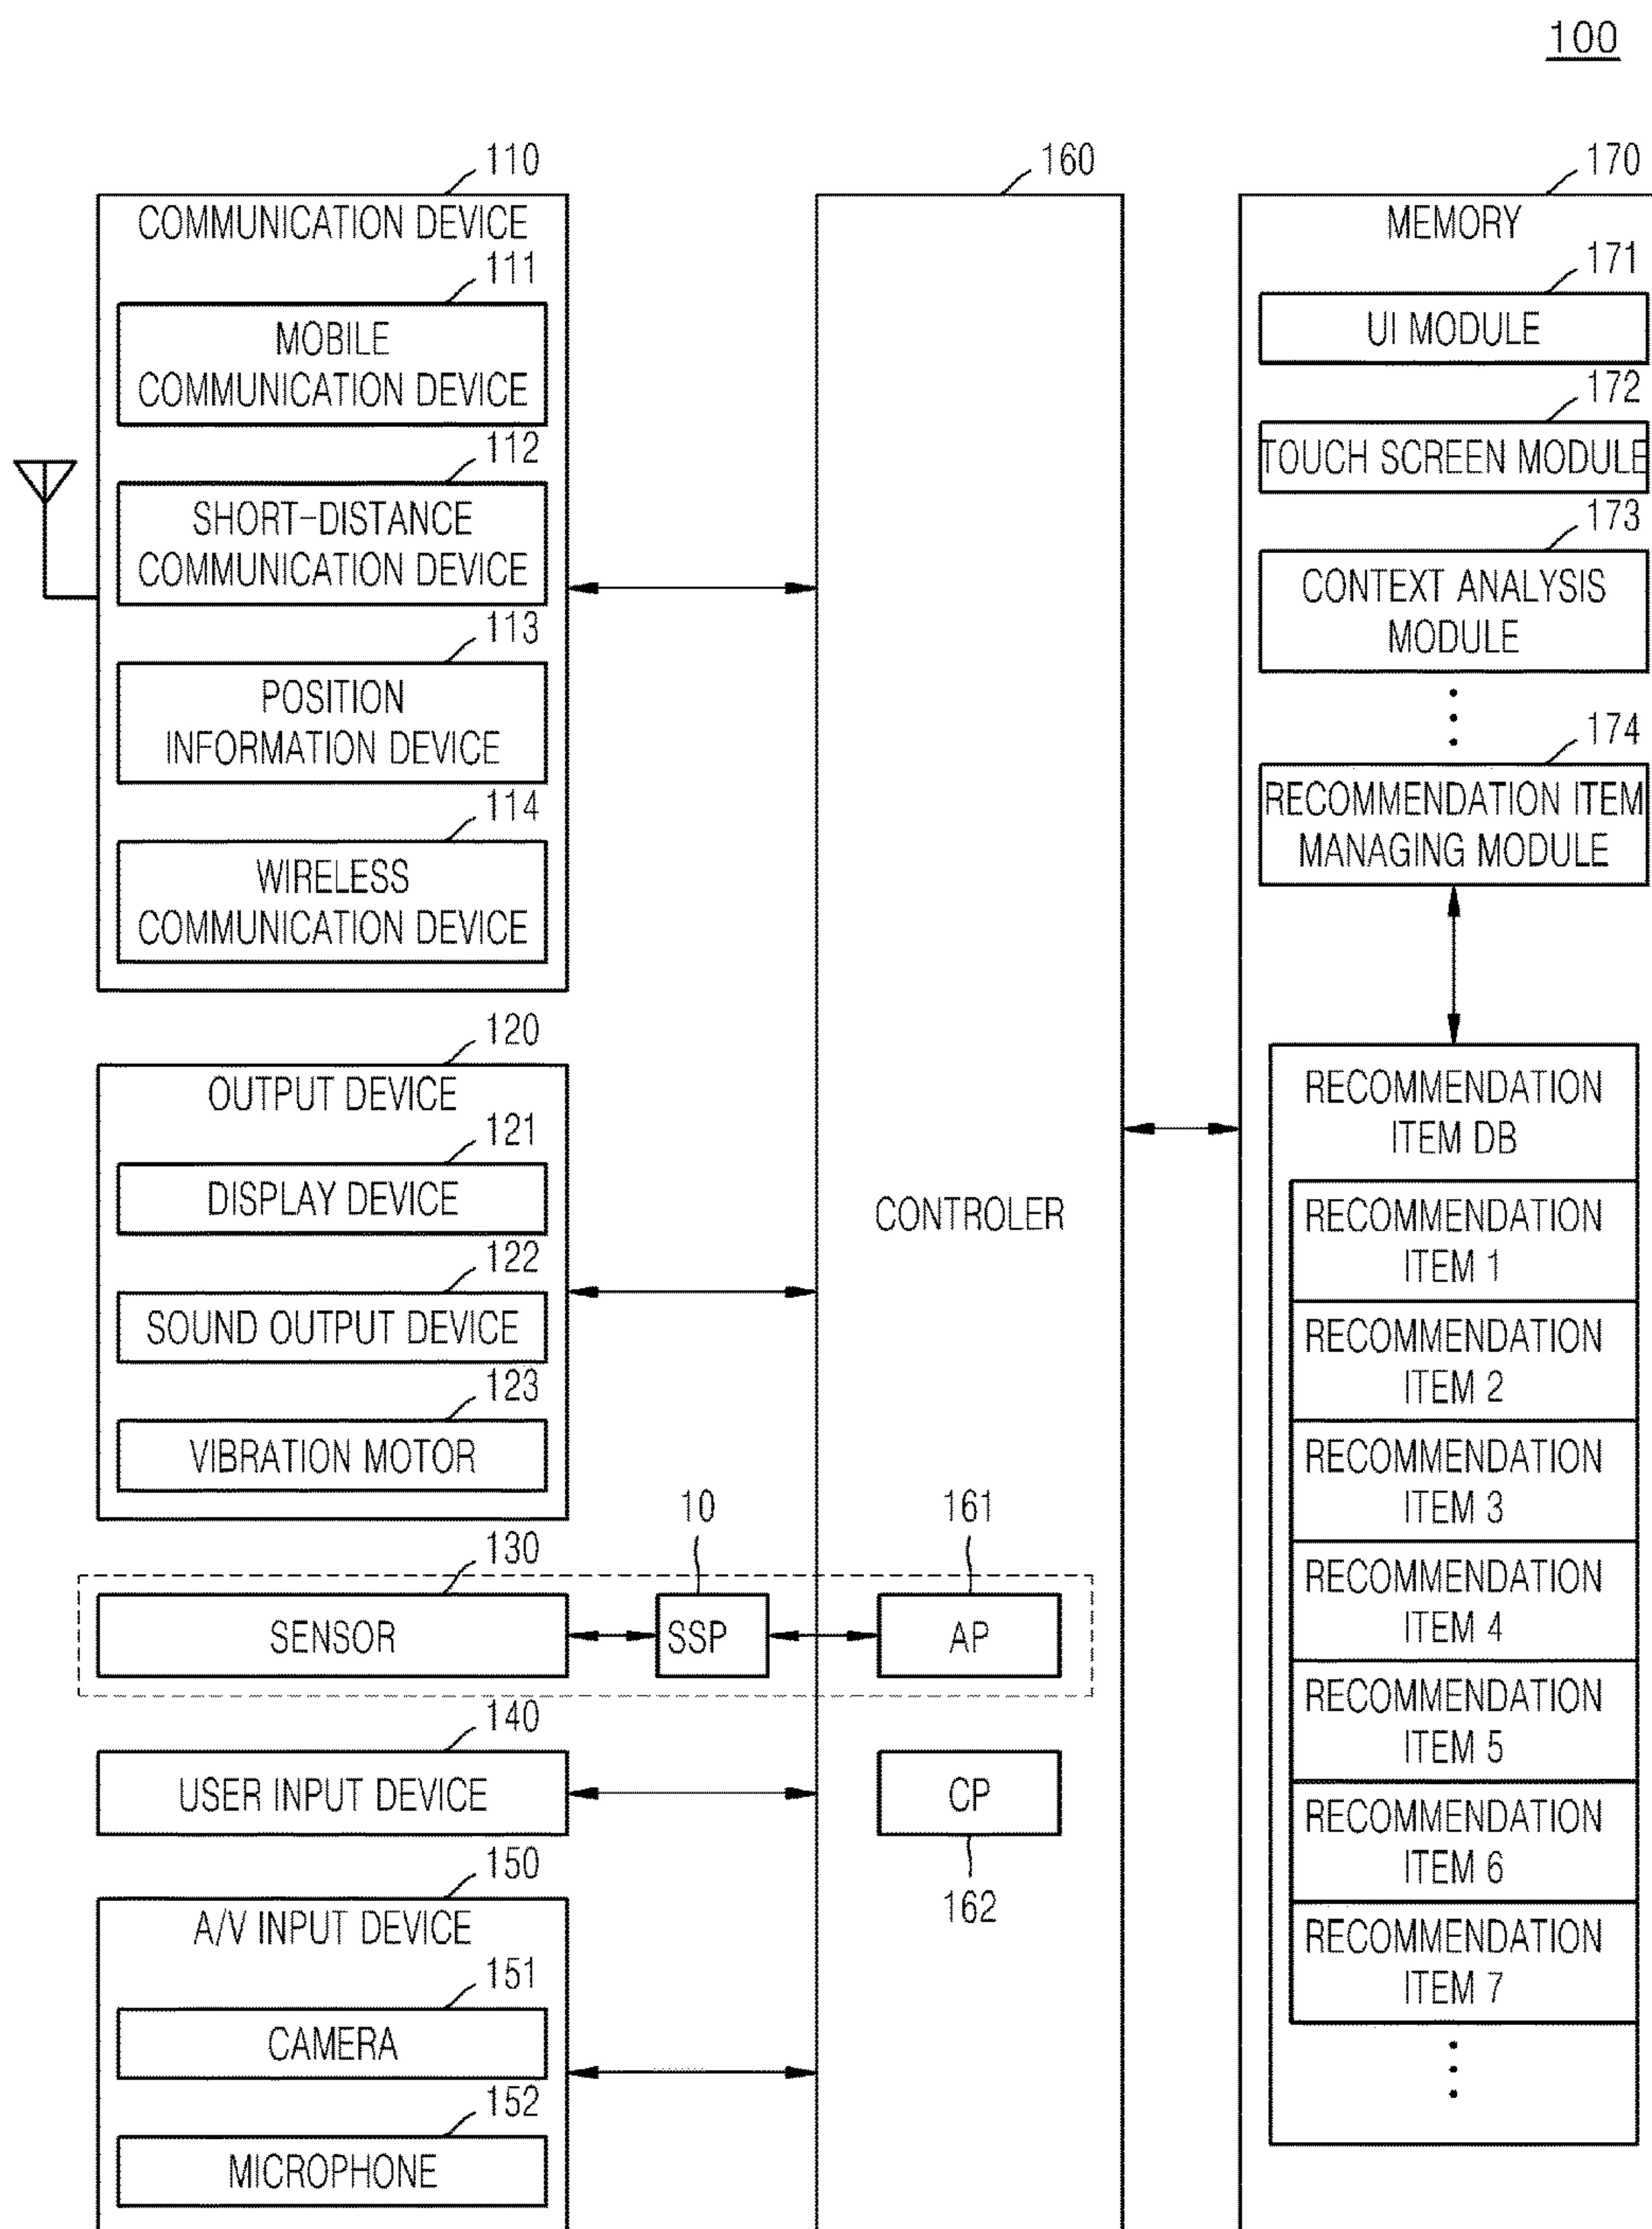 100
110
COMMUNICATION DEVICE
111
MOBILE
COMMUNICATION DEVICE
112
SHORT-DISTANCE
COMMUNICATION DEVICE
113
POSITION
INFORMATION DEVICE
114
WIRELESS
COMMUNICATION DEVICE
120
OUTPUT DEVICE
121
DISPLAY DEVICE
122
SOUND OUTPUT DEVICE
123
VIBRATION MOTOR
130
SENSOR
10
SSP
140
USER INPUT DEVICE
150
A/V INPUT DEVICE
151
CAMERA
152
MICROPHONE
160
CONTROLER
161
AP
CP
162
170
MEMORY
171
UI MODULE
172
TOUCH SCREEN MODULE
173
CONTEXT ANALYSIS
MODULE
174
RECOMMENDATION ITEM
MANAGING MODULE
RECOMMENDATION
ITEM DB
RECOMMENDATION
ITEM 1
RECOMMENDATION
ITEM 2
RECOMMENDATION
ITEM 3
RECOMMENDATION
ITEM 4
RECOMMENDATION
ITEM 5
RECOMMENDATION
ITEM 6
RECOMMENDATION
ITEM 7